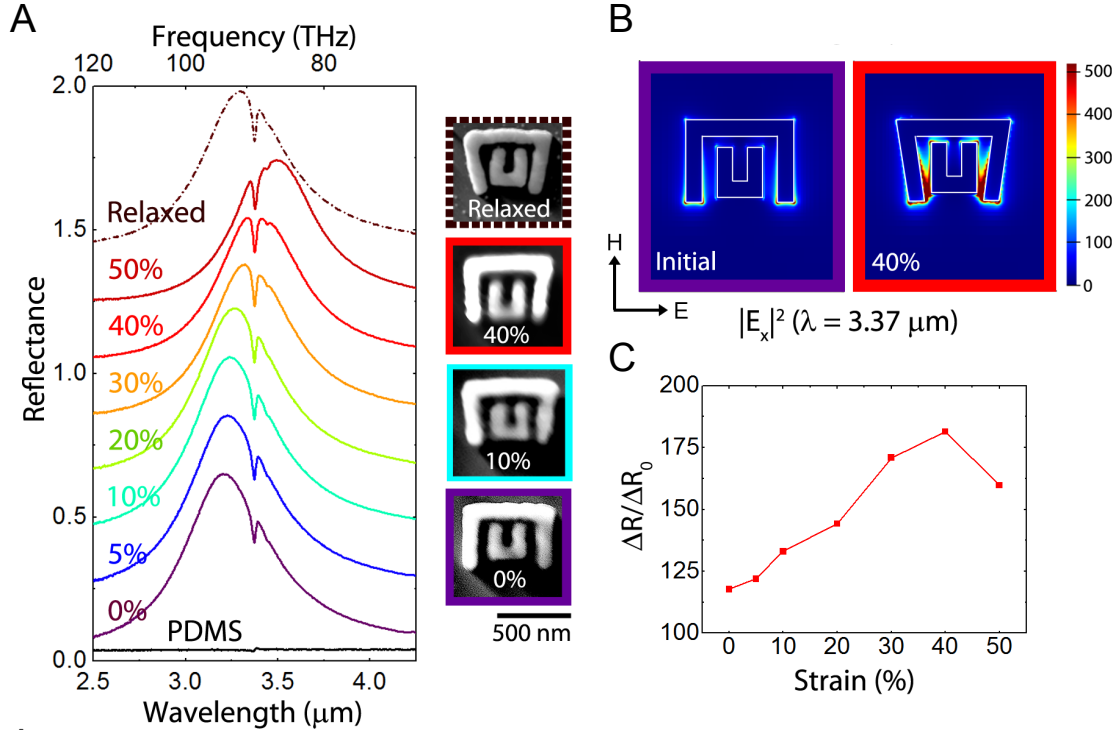 A
Frequency (THz)
120 100 80
2.0
1.5
1.0
0.5
0.0
Reflectance
Relaxed
50%
40%
30%
20%
10%
5%
0%
PDMS
2.5 3.0 3.5 4.0
Wavelength (μm)
Relaxed
40%
10%
0%
500 nm
B
Initial
40%
500
400
300
200
100
0
H
E
|Eₓ|² (λ = 3.37 μm)
C
200
175
150
125
100
ΔR/ΔR₀
0 10 20 30 40 50
Strain (%)